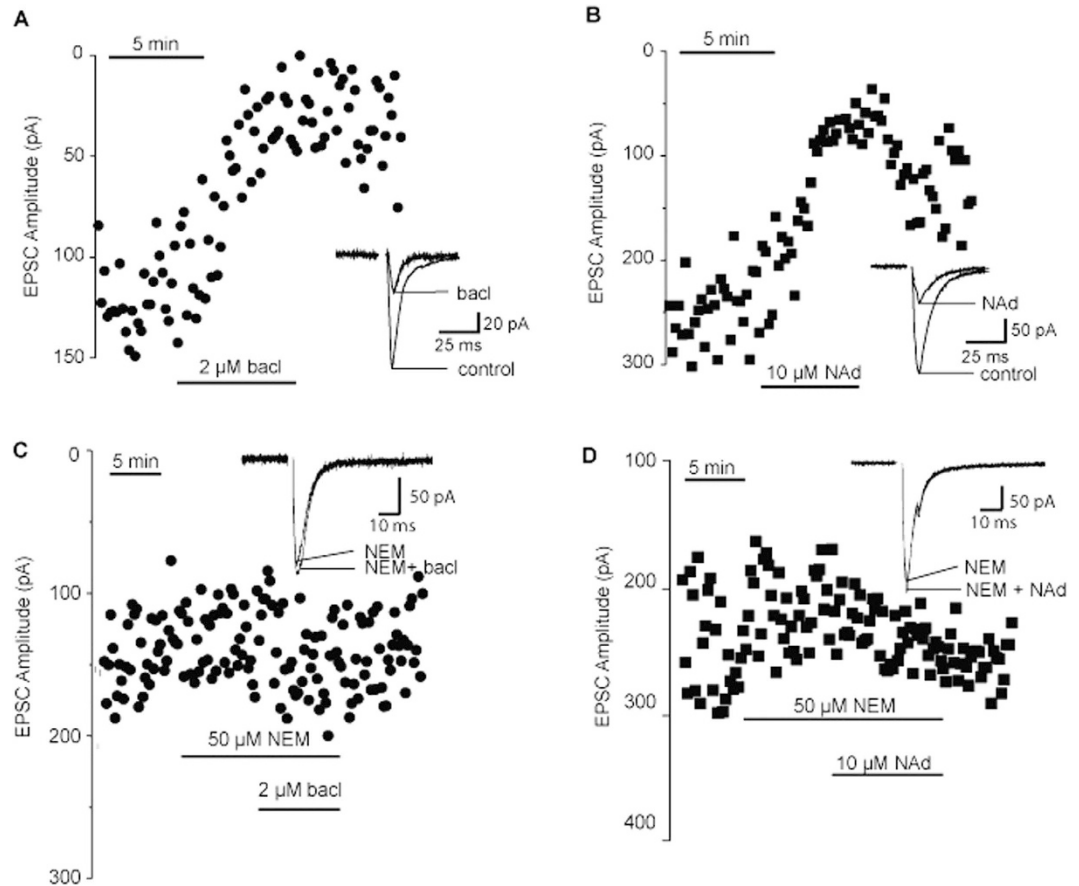 A
5 min
0
50
100
150
EPSC Amplitude (pA)
bacl
20 pA
25 ms
control
2 µM bacl
B
5 min
0
100
200
300
EPSC Amplitude (pA)
NAd
50 pA
25 ms
control
10 µM NAd
C
5 min
0
100
200
300
EPSC Amplitude (pA)
50 pA
10 ms
NEM
NEM+ bacl
50 µM NEM
2 µM bacl
D
5 min
100
200
300
400
EPSC Amplitude (pA)
50 pA
10 ms
NEM
NEM + NAd
50 µM NEM
10 µM NAd